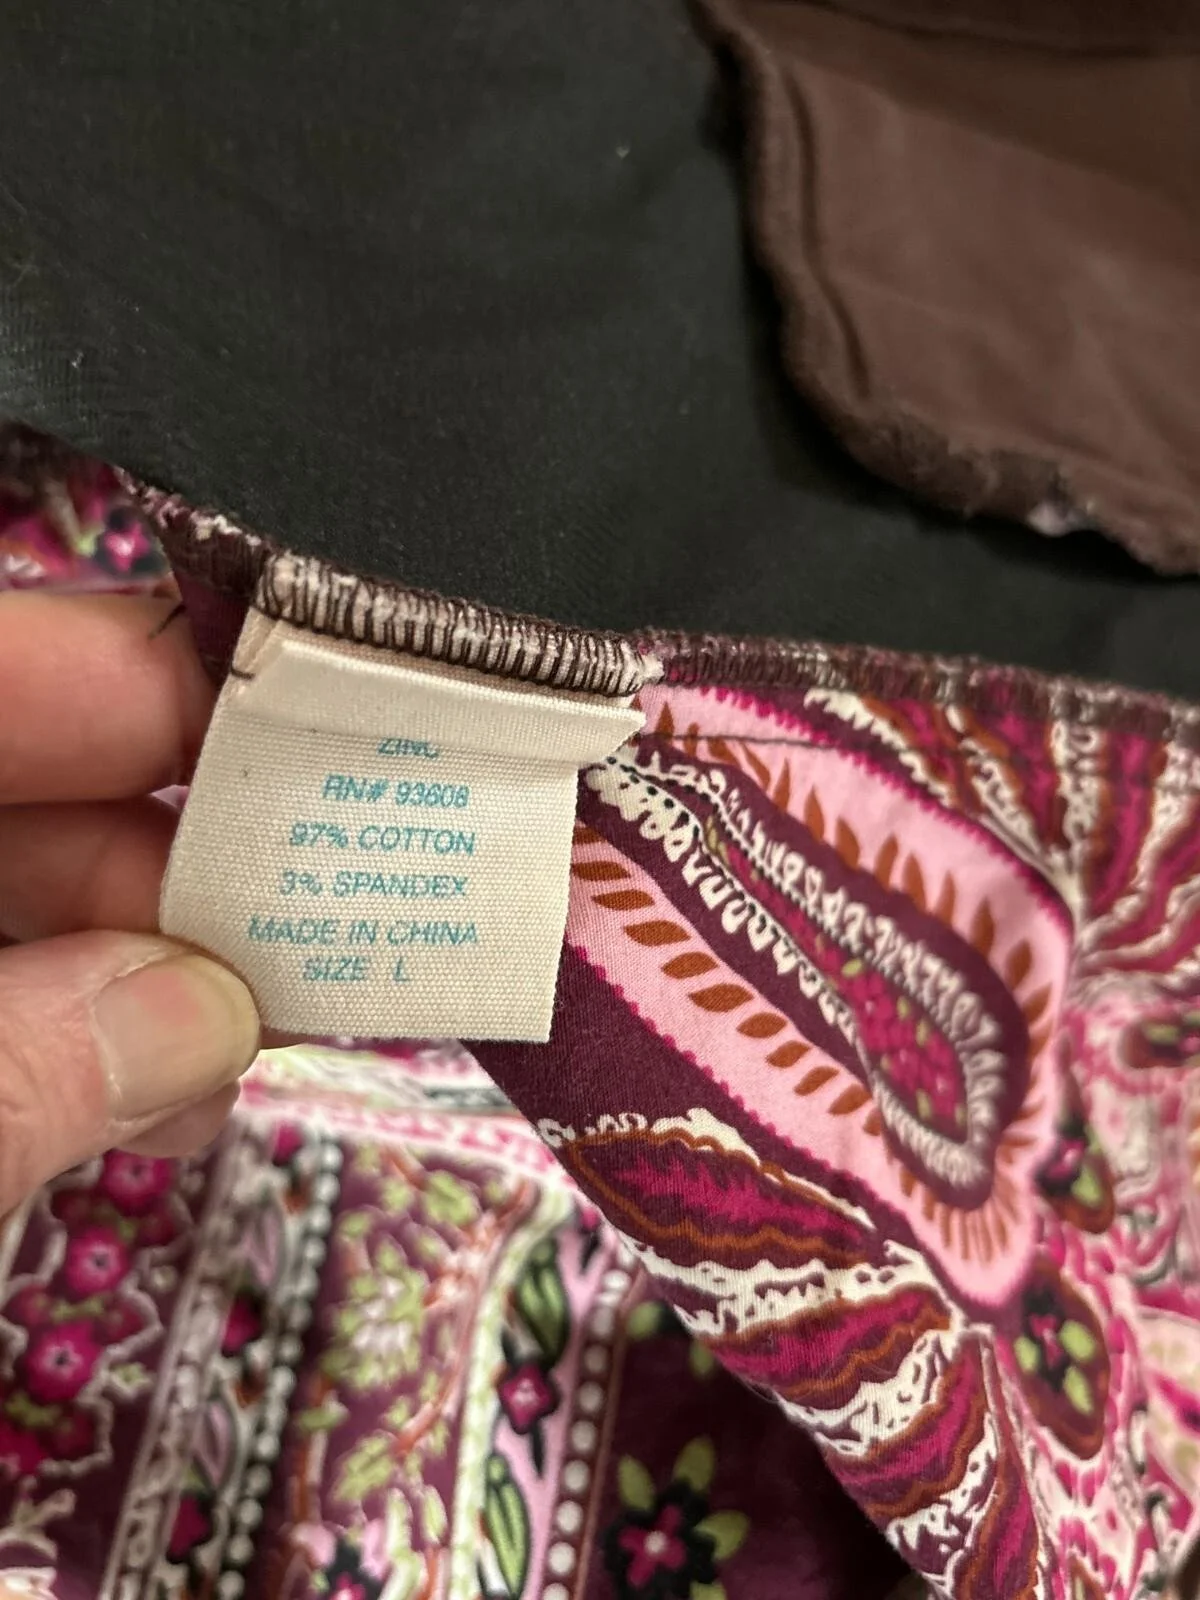 ZINC
RN# 93608
97% COTTON
3% SPANDEX
MADE IN CHINA
SIZE L